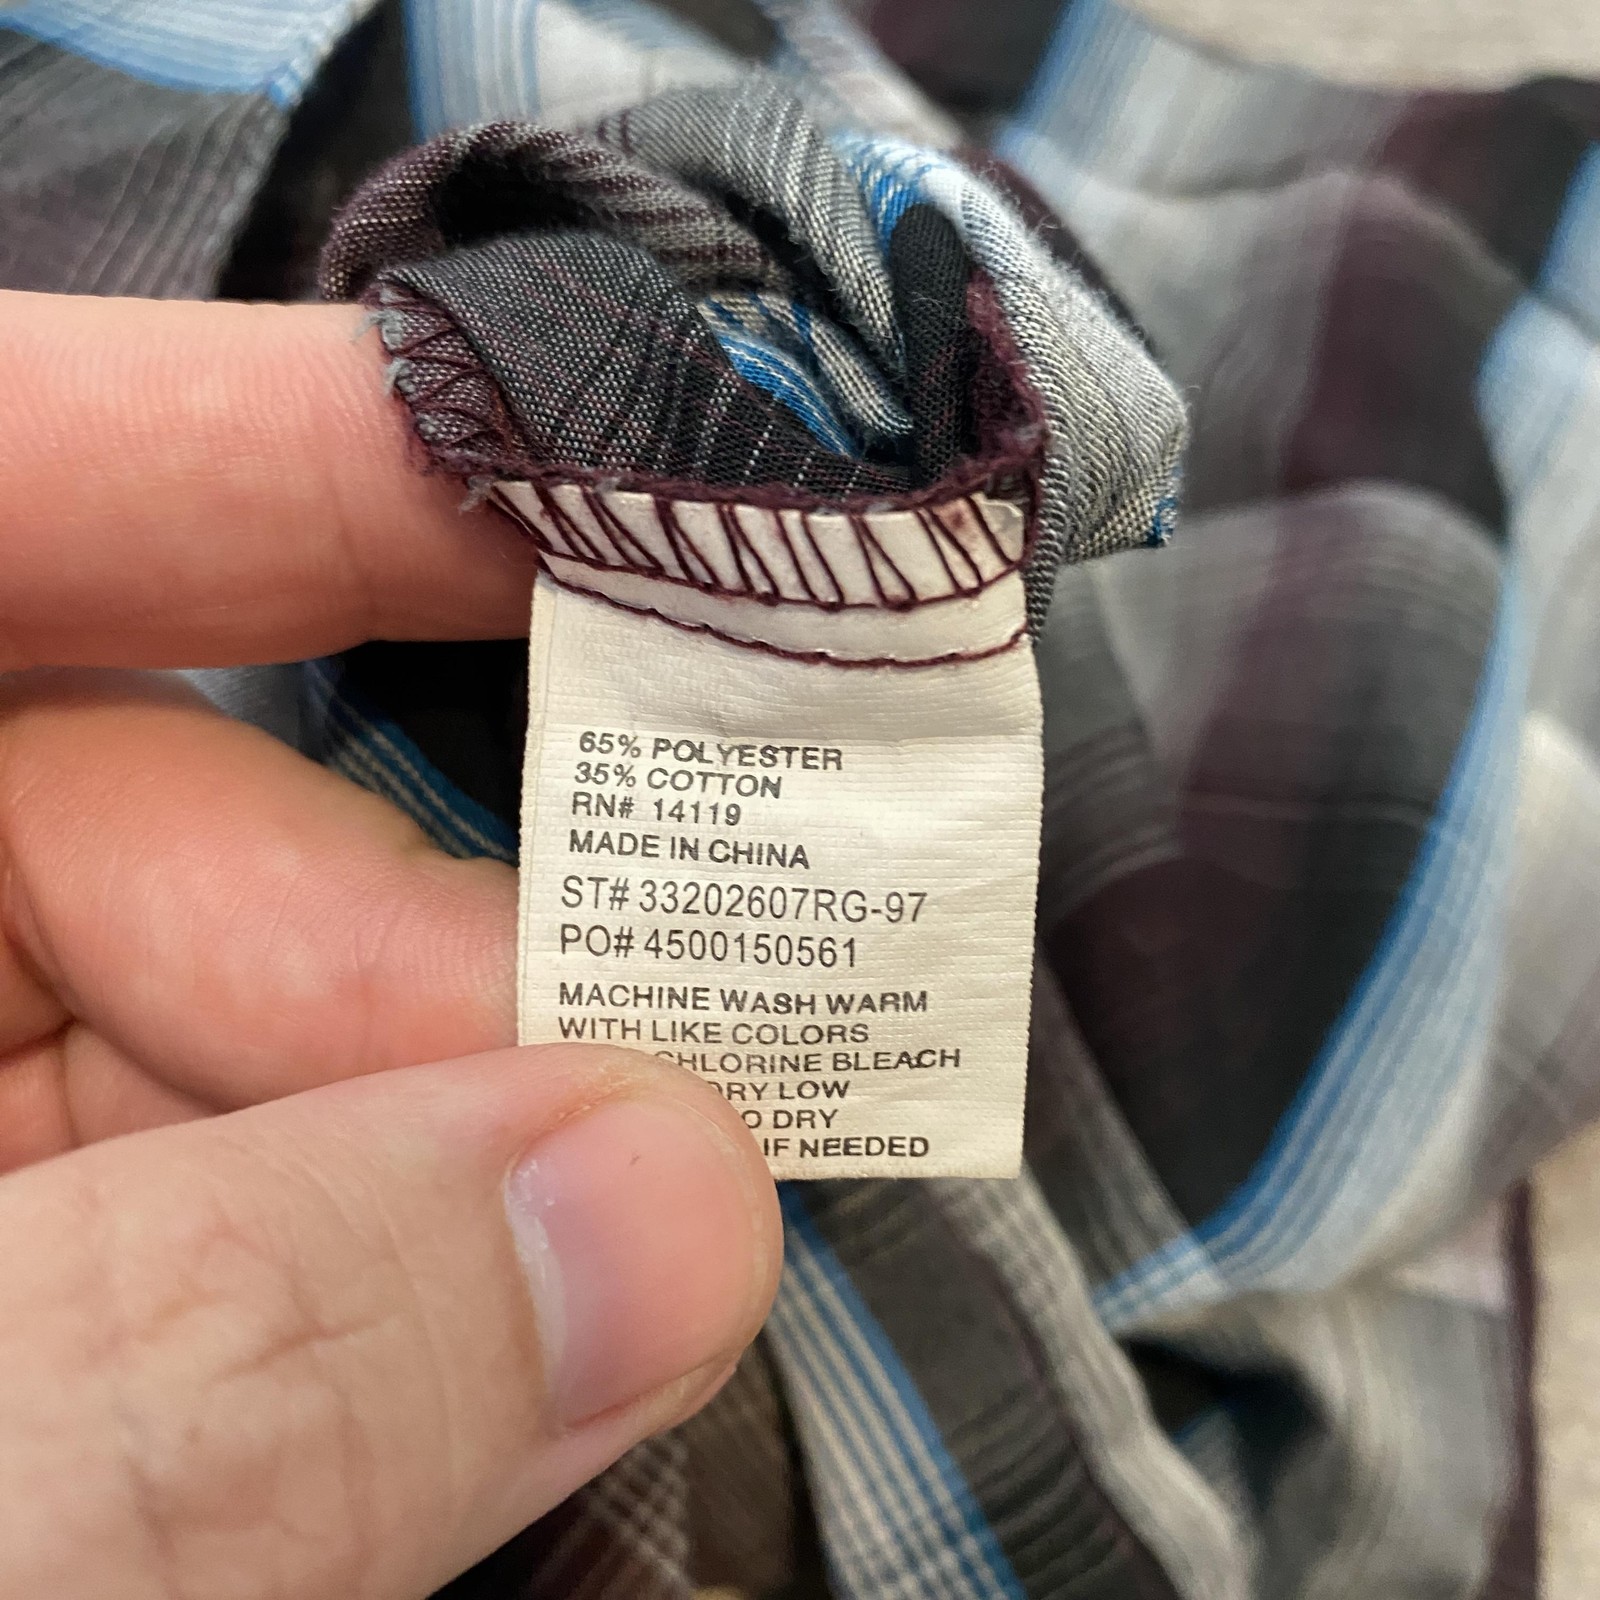 65% POLYESTER
35% COTTON
RN# 14119
MADE IN CHINA
ST# 33202607RG-97
PO# 4500150561
MACHINE WASH WARM
WITH LIKE COLORS
CHLORINE BLEACH
DRY LOW
DRY
IF NEEDED